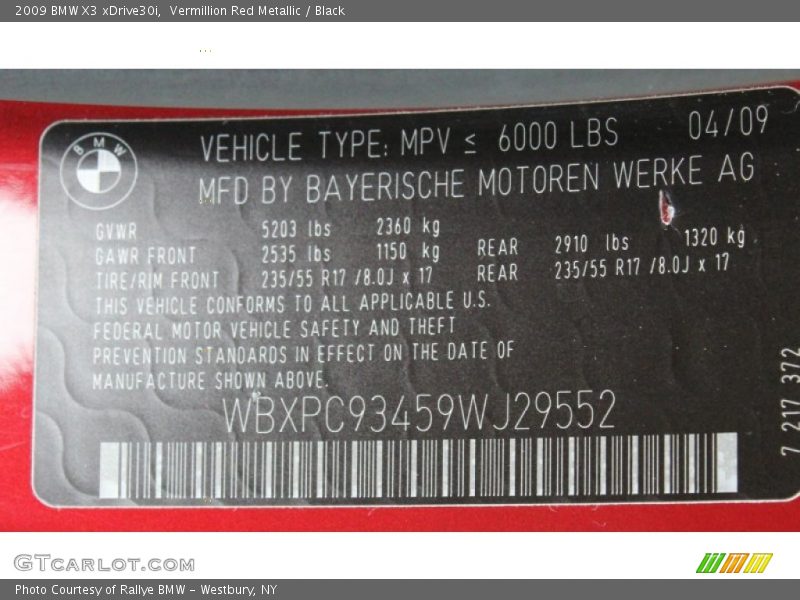 2009 BMW X3 xDrive30i, Vermillion Red Metallic / Black
BMW
VEHICLE TYPE: MPV ≤ 6000 LBS 04/09
MFD BY BAYERISCHE MOTOREN WERKE AG
GVWR 5203 lbs 2360 kg
GAWR FRONT 2535 lbs 1150 kg REAR 2910 lbs 1320 kg
TIRE/RIM FRONT 235/55 R17 /8.0J x 17 REAR 235/55 R17 /8.0J x 17
THIS VEHICLE CONFORMS TO ALL APPLICABLE U.S.
FEDERAL MOTOR VEHICLE SAFETY AND THEFT
PREVENTION STANDARDS IN EFFECT ON THE DATE OF
MANUFACTURE SHOWN ABOVE.
WBXPC93459WJ29552
7 217 372
GTCARLOT.COM
Photo Courtesy of Rallye BMW - Westbury, NY